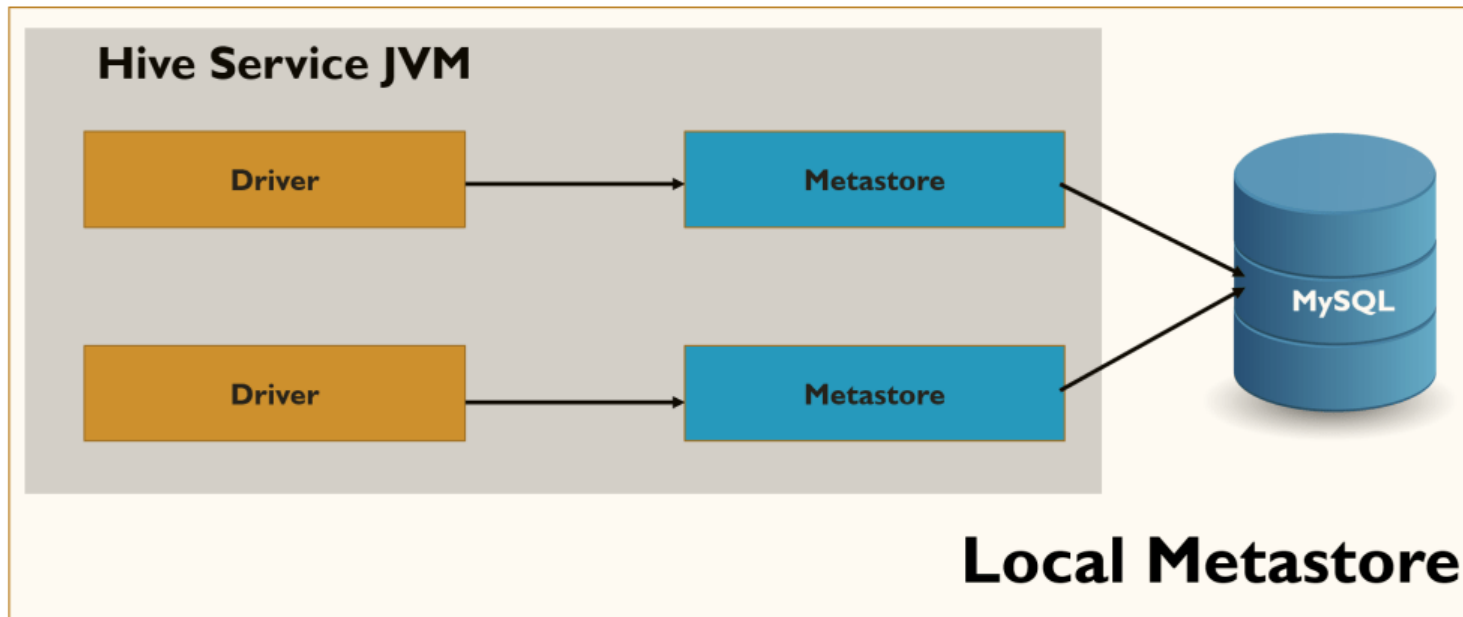 Hive Service JVM
Driver
Metastore
MySQL
Driver
Metastore
Local Metastore